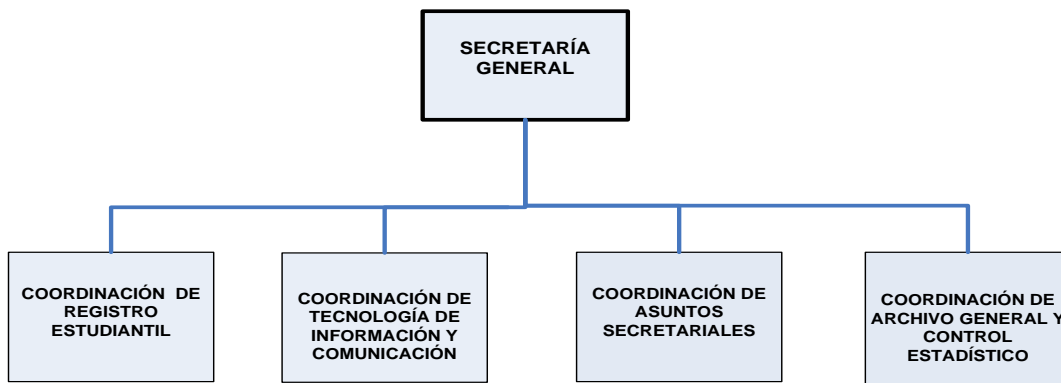 SECRETARÍA
GENERAL
COORDINACIÓN DE
REGISTRO
ESTUDIANTIL
COORDINACIÓN DE
TECNOLOGÍA DE
INFORMACIÓN Y
COMUNICACIÓN
COORDINACIÓN DE
ASUNTOS
SECRETARIALES
COORDINACIÓN DE
ARCHIVO GENERAL Y
CONTROL
ESTADÍSTICO